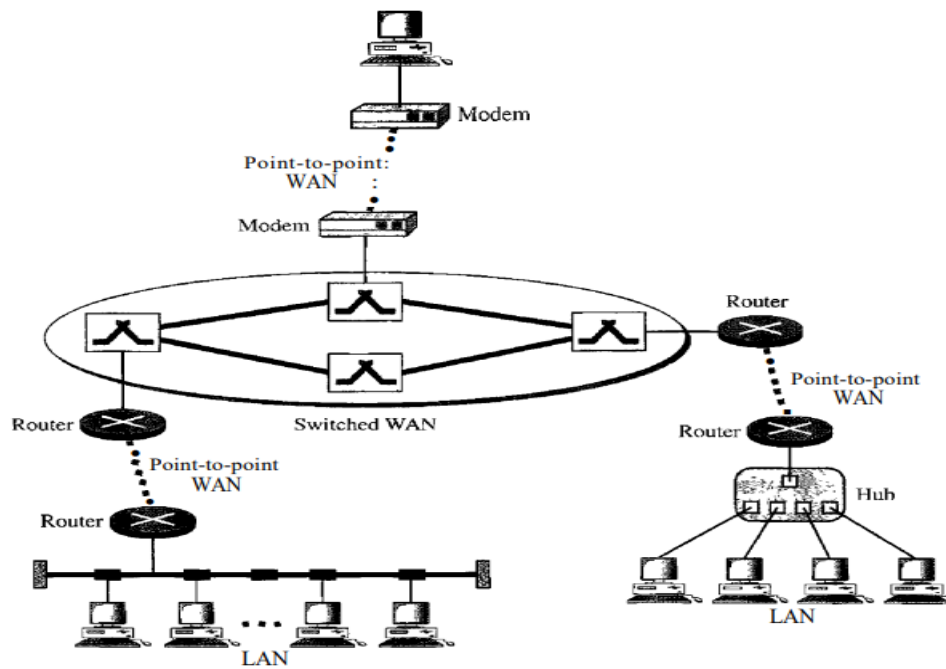 Modem
Point-to-point:
WAN
Modem
Router
Point-to-point
WAN
Switched WAN
Router
Router
Point-to-point
WAN
Hub
Router
LAN
LAN